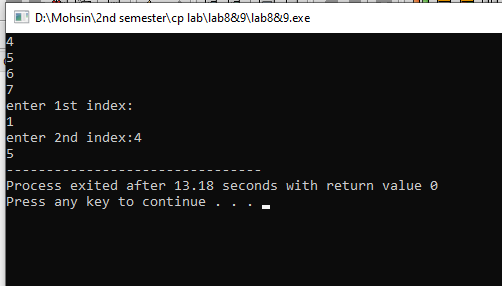 D:\Mohsin\2nd semester\cp lab\lab8&9\lab8&9.exe
4
5
6
7
enter 1st index:
1
enter 2nd index:4
5
--------------------------------
Process exited after 13.18 seconds with return value 0
Press any key to continue . . .